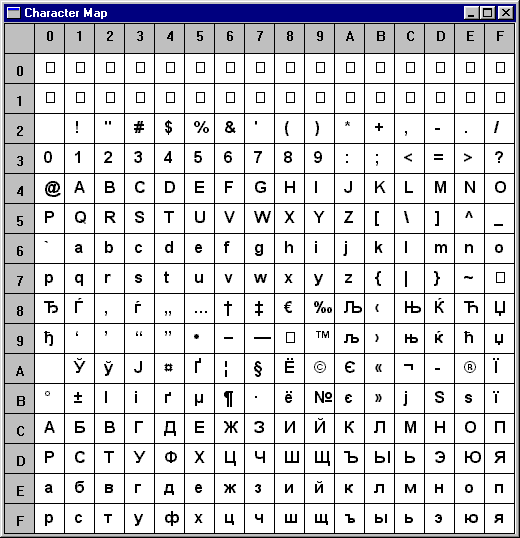 Character Map
0 1 2 3 4 5 6 7 8 9 A B C D E F
0 □ □ □ □ □ □ □ □ □ □ □ □ □ □ □ □
1 □ □ □ □ □ □ □ □ □ □ □ □ □ □ □ □
2 ! " # $ % & ' ( ) * + , - . /
3 0 1 2 3 4 5 6 7 8 9 : ; < = > ?
4 @ A B C D E F G H I J K L M N O
5 P Q R S T U V W X Y Z [ \ ] ^ _
6 ` a b c d e f g h i j k l m n o
7 p q r s t u v w x y z { | } ~ □
8 Ђ Ѓ ‚ ѓ „ … † ‡ € ‰ Љ ‹ Њ Ќ Ћ Џ
9 ђ ‘ ’ “ ” • – — □ ™ љ › њ ќ ћ џ
A Ў ў Ј ¤ Ґ ¦ § Ё © Є « ¬ - ® Ї
B ° ± І і ґ µ ¶ · ё № є » ј Ѕ ѕ ї
C А Б В Г Д Е Ж З И Й К Л М Н О П
D Р С Т У Ф Х Ц Ч Ш Щ Ъ Ы Ь Э Ю Я
E а б в г д е ж з и й к л м н о п
F р с т у ф х ц ч ш щ ъ ы ь э ю я